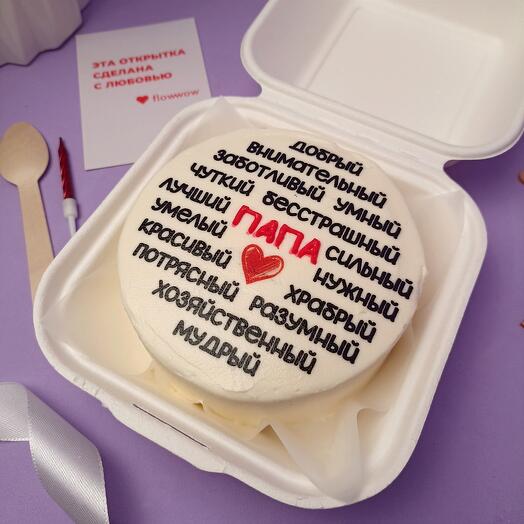 ЭТА ОТКРЫТКА
СДЕЛАНА
С ЛЮБОВЬЮ
flowwow
ДОБРЫЙ
ВНИМАТЕЛЬНЫЙ
ЗАБОТЛИВЫЙ УМНЫЙ
ЧУТКИЙ БЕССТРАШНЫЙ
ЛУЧШИЙ ПАПА СИЛЬНЫЙ
УМЕЛЫЙ НУЖНЫЙ
КРАСИВЫЙ ХРАБРЫЙ
ПОТРЯСНЫЙ РАЗУМНЫЙ
ХОЗЯЙСТВЕННЫЙ
МУДРЫЙ